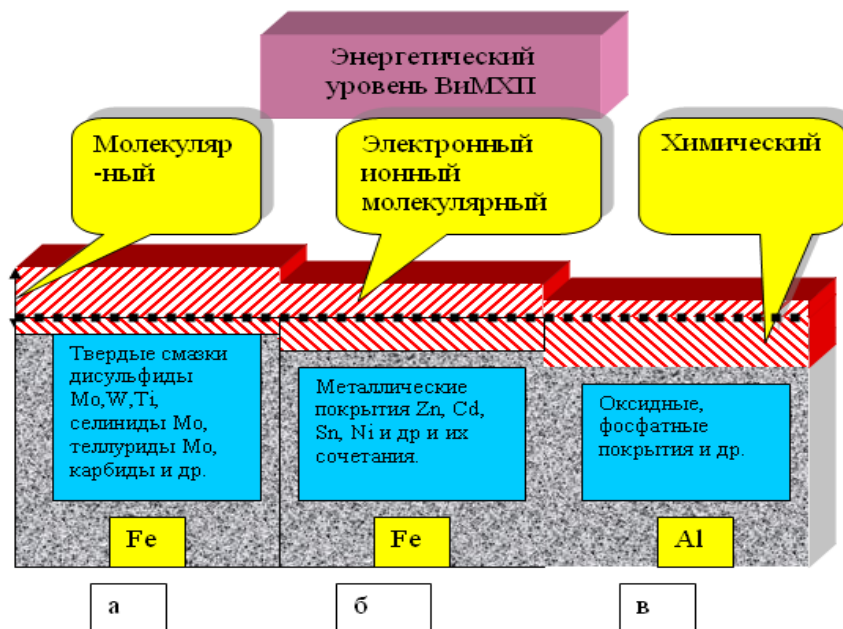 Энергетический
уровень ВиМХП
Молекуляр
-ный
Электронный
ионный
молекулярный
Химический
Твердые смазки
дисульфиды
Mo,W,Ti,
селиниды Mo,
теллуриды Mo,
карбиды и др.
Металлические
покрытия Zn, Cd,
Sn, Ni и др и их
сочетания.
Оксидные,
фосфатные
покрытия и др.
Fe
Fe
Al
а
б
в